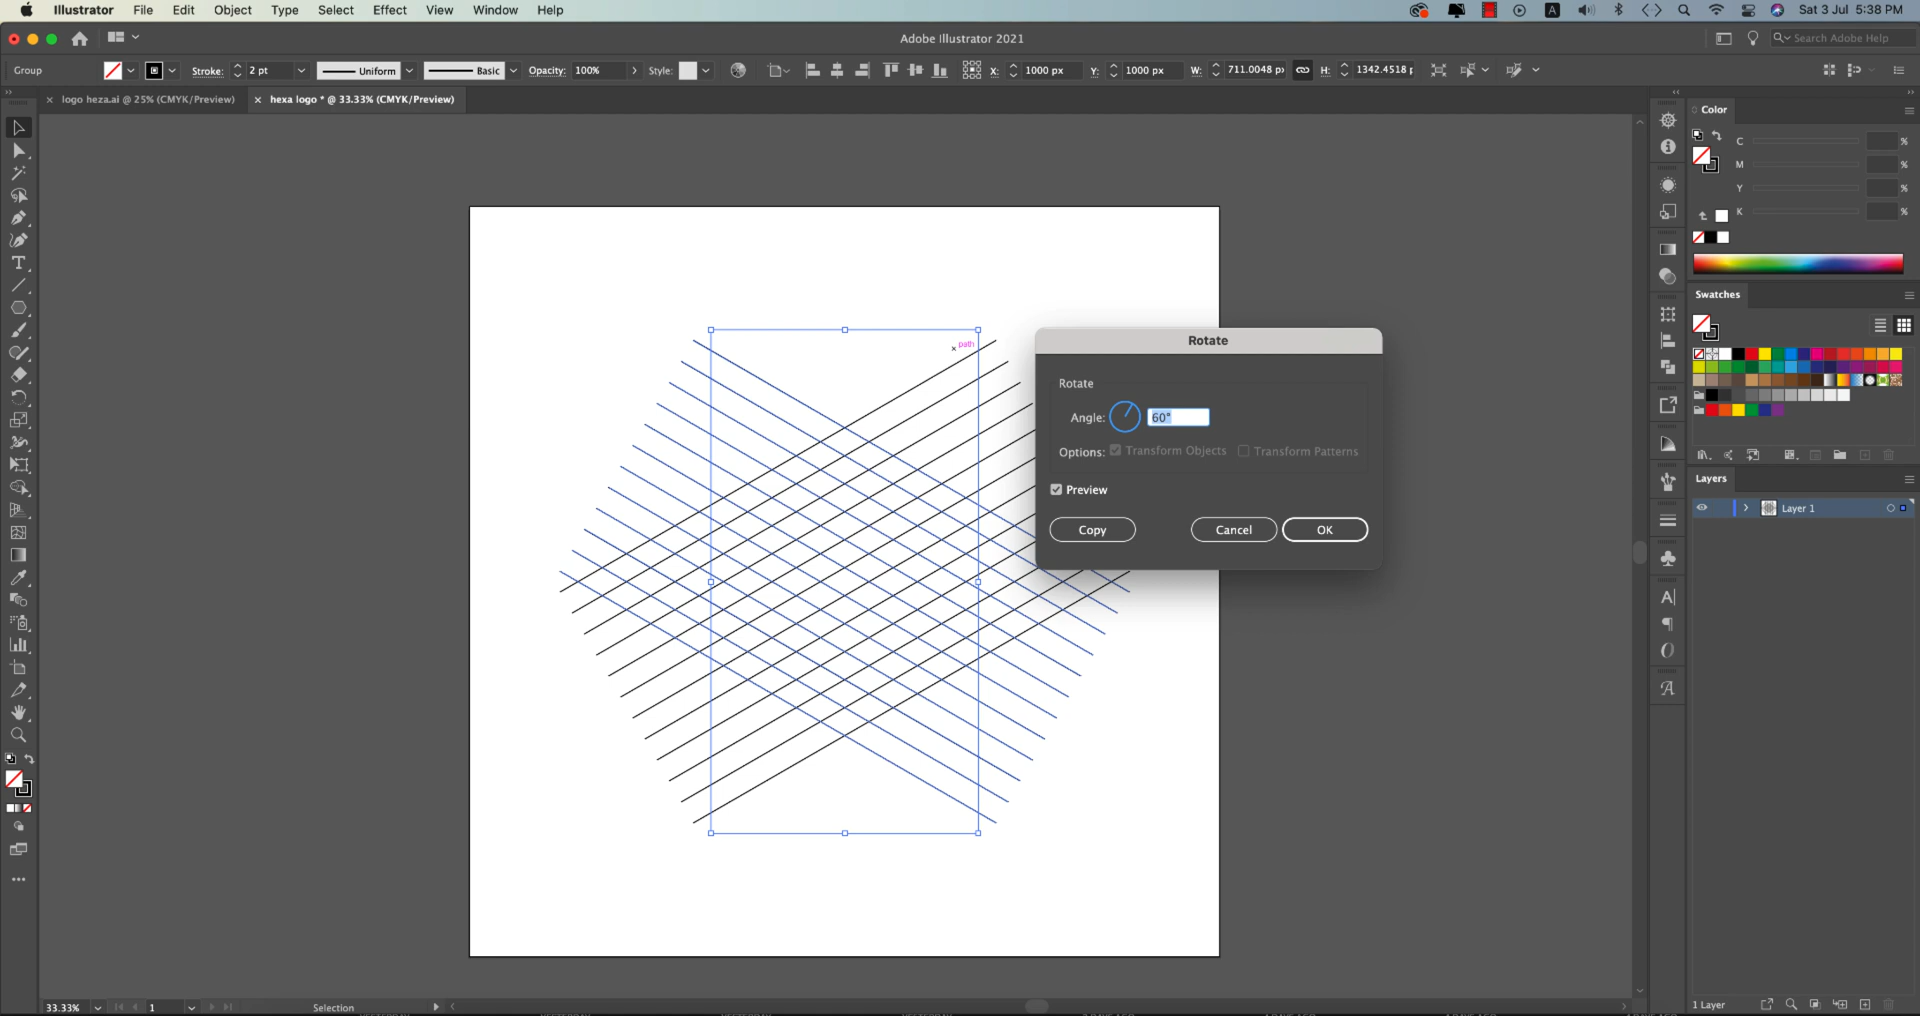 Illustrator File Edit Object Type Select Effect View Window Help
A
Sat 3 Jul 5:38 PM
Adobe Illustrator 2021
Search Adobe Help
Group
Stroke: 2 pt
Uniform
Basic
Opacity: 100%
Style:
X: 1000 px
Y: 1000 px
W: 711.0048 p
H: 1342.4518 p
× logo heza.ai @ 25% (CMYK/Preview)
× hexa logo * @ 33.33% (CMYK/Preview)
Color
C %
M %
Y %
K %
Swatches
path
Rotate
Rotate
Angle: 60°
Options: Transform Objects Transform Patterns
Preview
Copy Cancel OK
Layers
Layer 1
33.33%
1
Selection
1 Layer